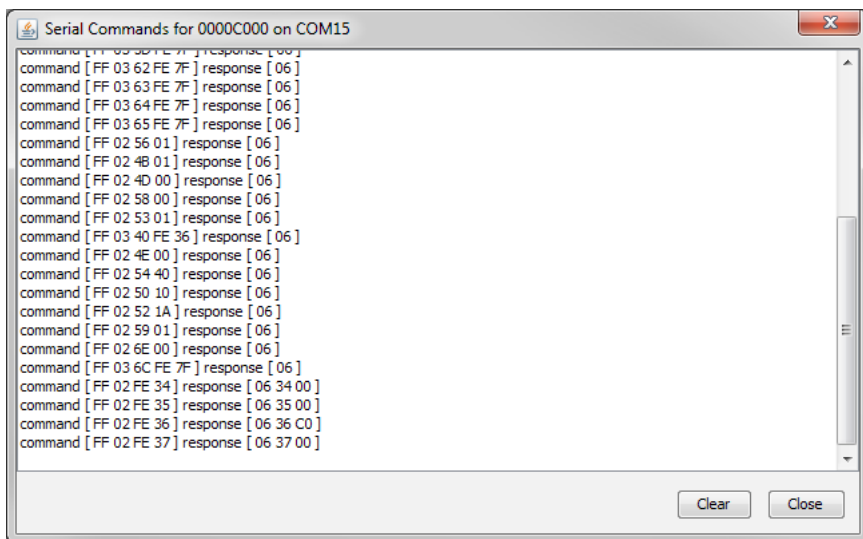 Serial Commands for 0000C000 on COM15
command [ FF 03 62 FE 7F ] response [ 06 ]
command [ FF 03 63 FE 7F ] response [ 06 ]
command [ FF 03 64 FE 7F ] response [ 06 ]
command [ FF 03 65 FE 7F ] response [ 06 ]
command [ FF 02 56 01 ] response [ 06 ]
command [ FF 02 4B 01 ] response [ 06 ]
command [ FF 02 4D 00 ] response [ 06 ]
command [ FF 02 58 00 ] response [ 06 ]
command [ FF 02 53 01 ] response [ 06 ]
command [ FF 03 40 FE 36 ] response [ 06 ]
command [ FF 02 4E 00 ] response [ 06 ]
command [ FF 02 54 40 ] response [ 06 ]
command [ FF 02 50 10 ] response [ 06 ]
command [ FF 02 52 1A ] response [ 06 ]
command [ FF 02 59 01 ] response [ 06 ]
command [ FF 02 6E 00 ] response [ 06 ]
command [ FF 03 6C FE 7F ] response [ 06 ]
command [ FF 02 FE 34 ] response [ 06 34 00 ]
command [ FF 02 FE 35 ] response [ 06 35 00 ]
command [ FF 02 FE 36 ] response [ 06 36 C0 ]
command [ FF 02 FE 37 ] response [ 06 37 00 ]
Clear Close